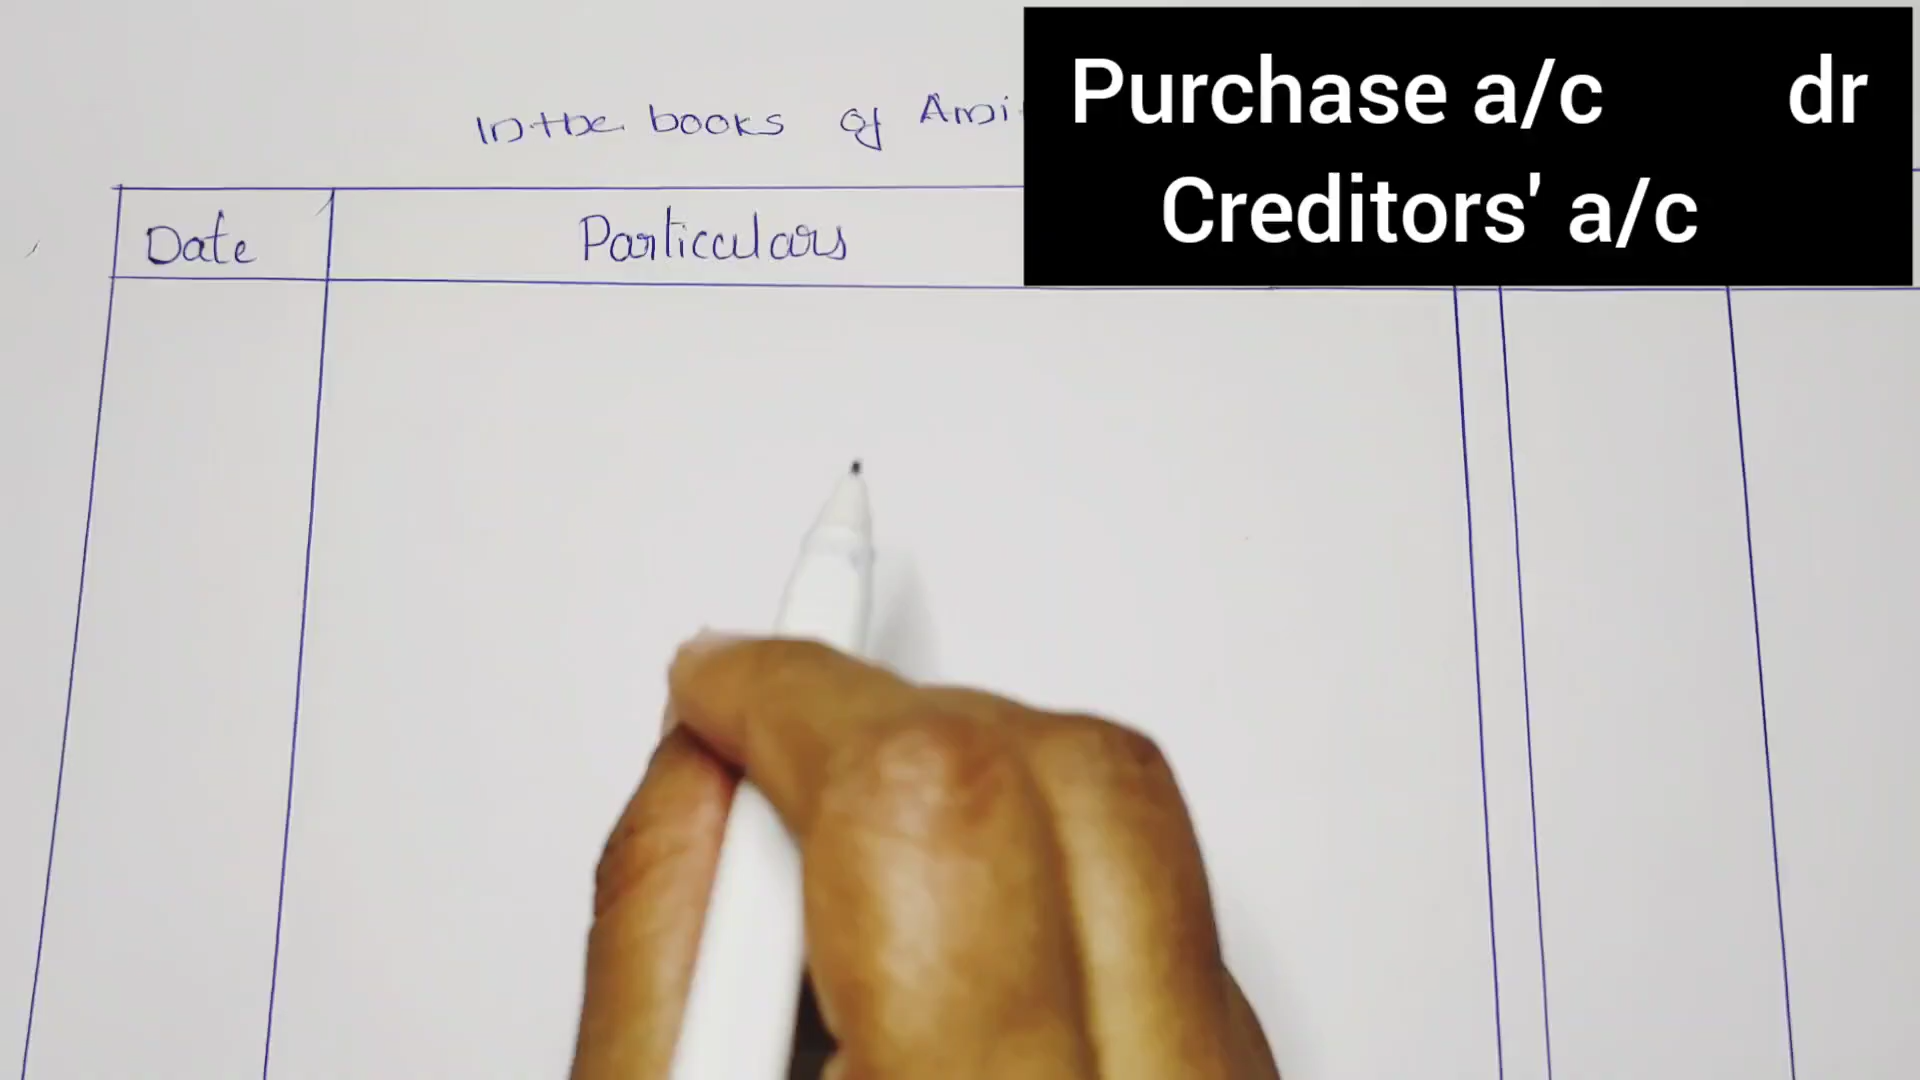 In the books of
Purchase a/c dr
Creditors' a/c
Date Particulars